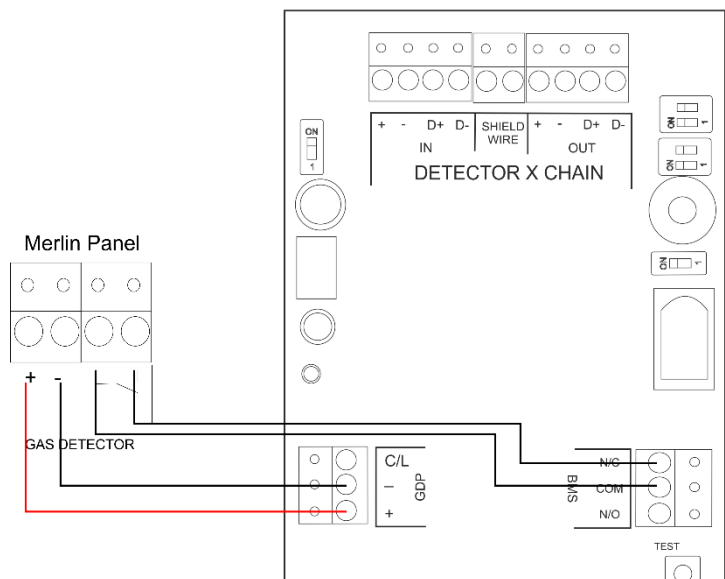 + - D+ D- SHIELD WIRE + - D+ D-
IN OUT
DETECTOR X CHAIN
ON
1
ON 1
ON 1
ON 1
Merlin Panel
+ -
GAS DETECTOR
C/L
–
+
GDP
BMS
N/C
COM
N/O
TEST